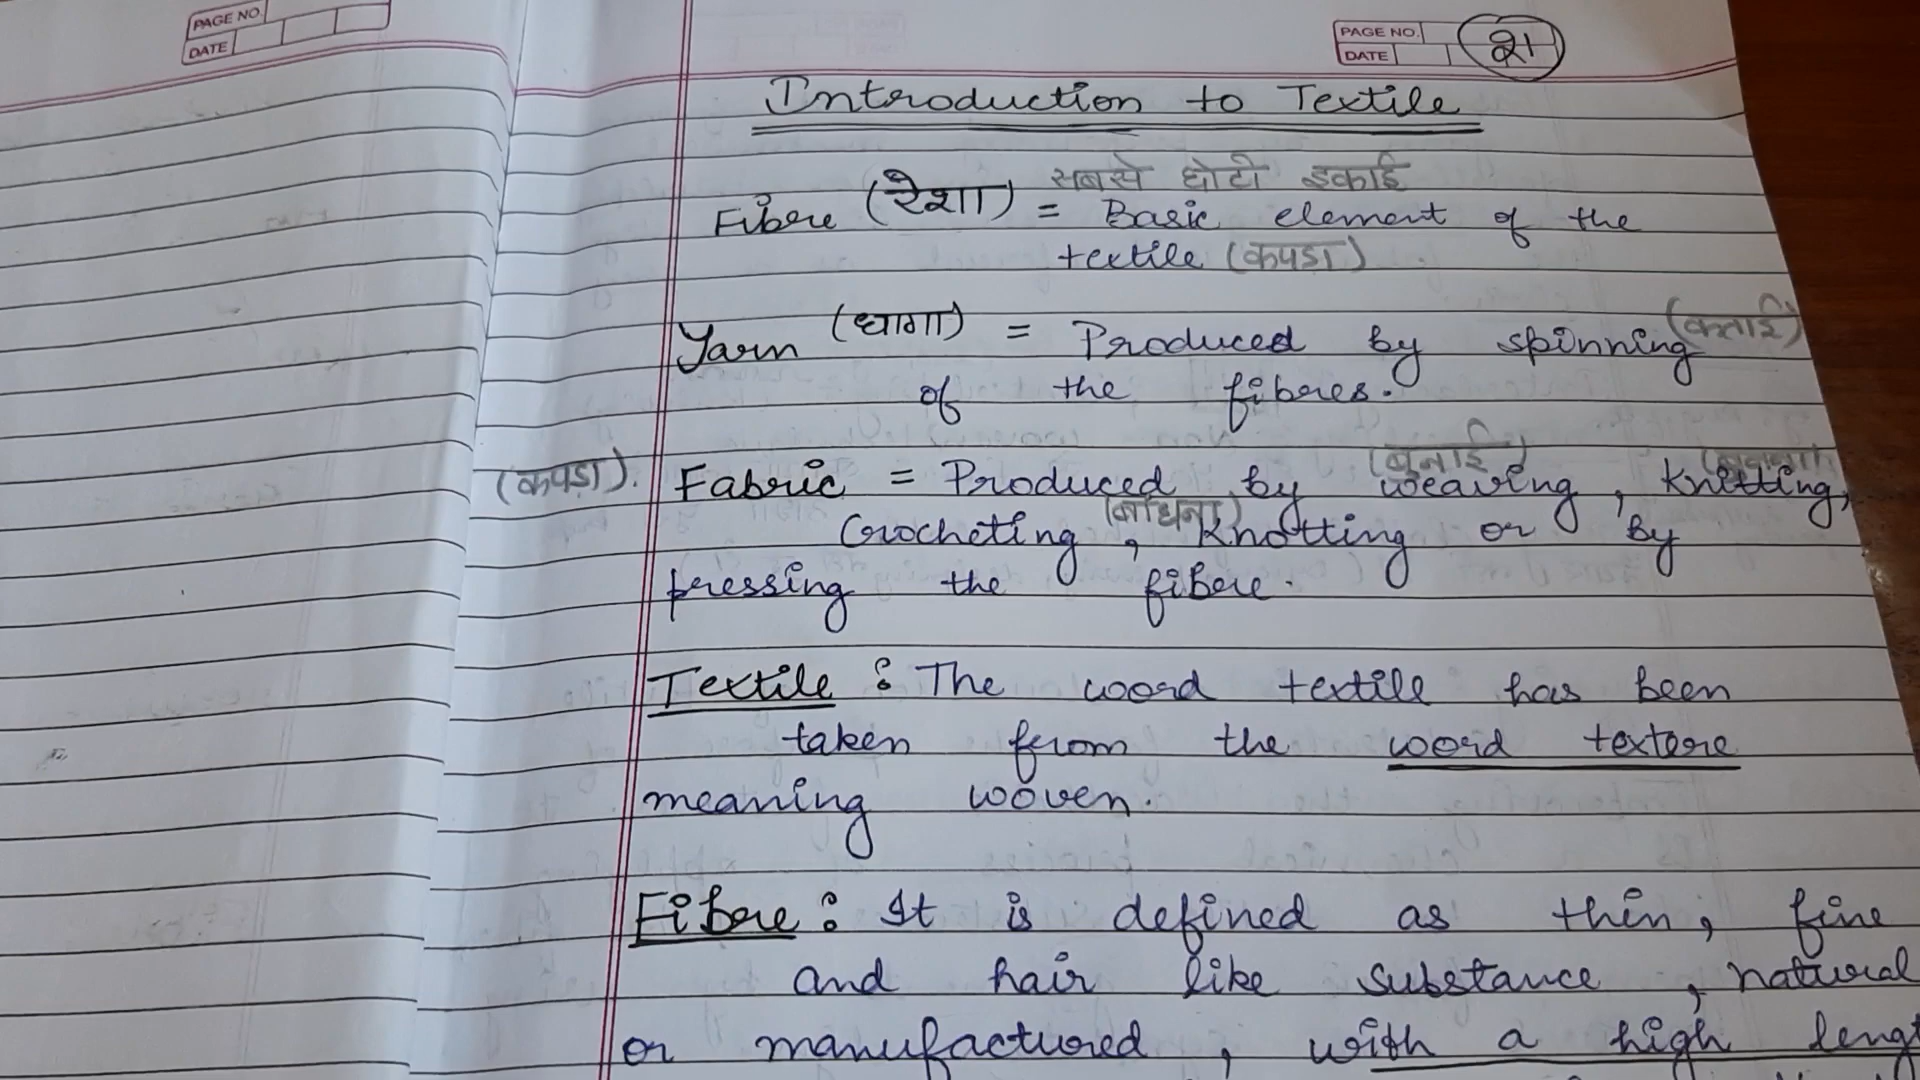 PAGE NO.
DATE
PAGE NO.
DATE
21
Introduction to Textile
सबसे छोटी इकाई
Fibre (रेशा) = Basic element of the
textile (कपड़ा)
Yarn (धागा) = Produced by spinning (कताई)
of the fibres.
(बुनाई)
(कपड़ा). Fabric = Produced by weaving, Knitting,
(बांधना)
Crocheting, Knotting or By
pressing the fibre.
Textile : The word textile has been
taken from the word textere
meaning woven.
Fibre : It is defined as thin, fine
and hair like substance, natural
or manufactured, with a high